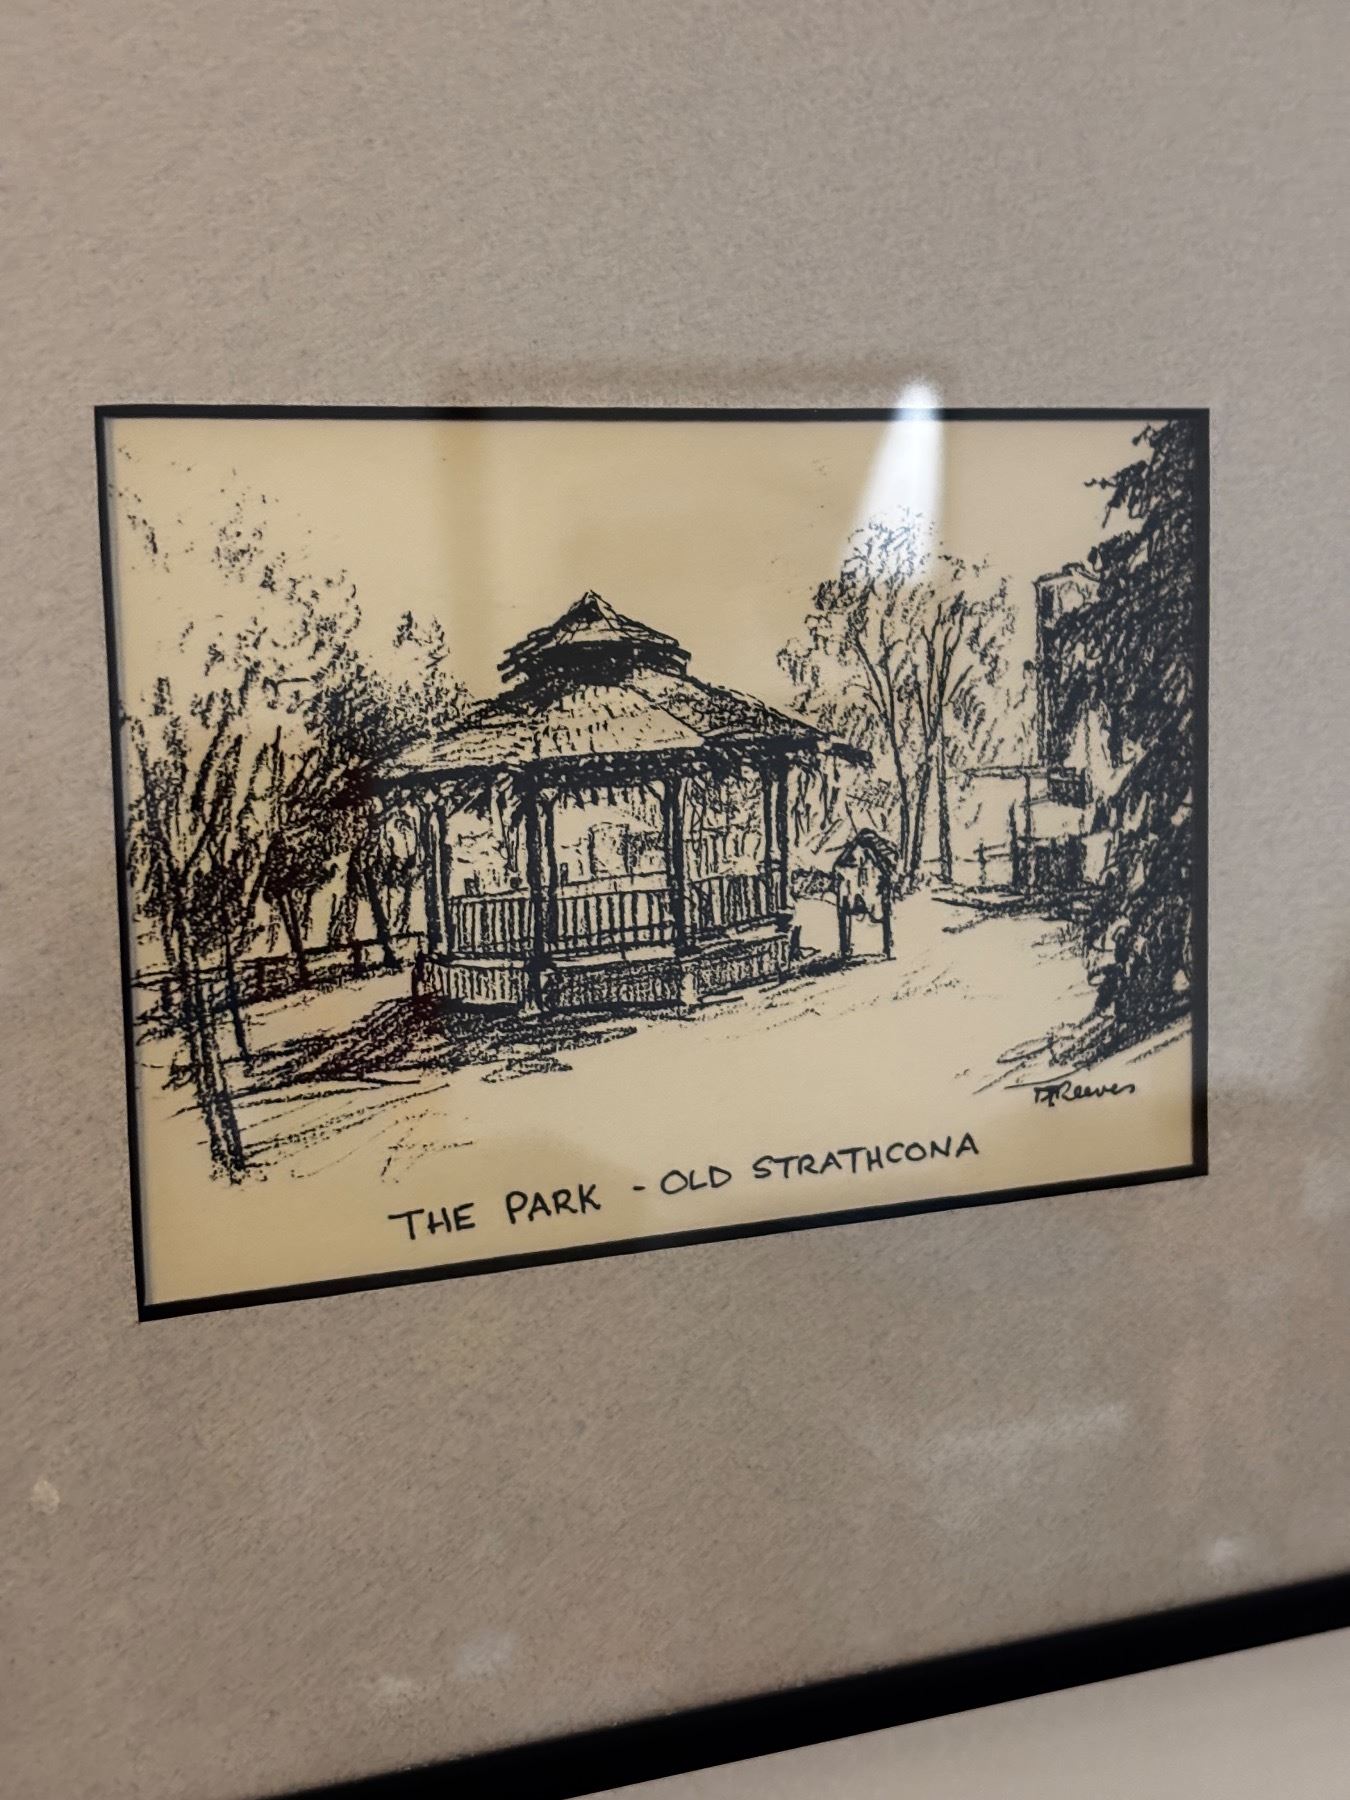 D Reeves
THE PARK - OLD STRATHCONA